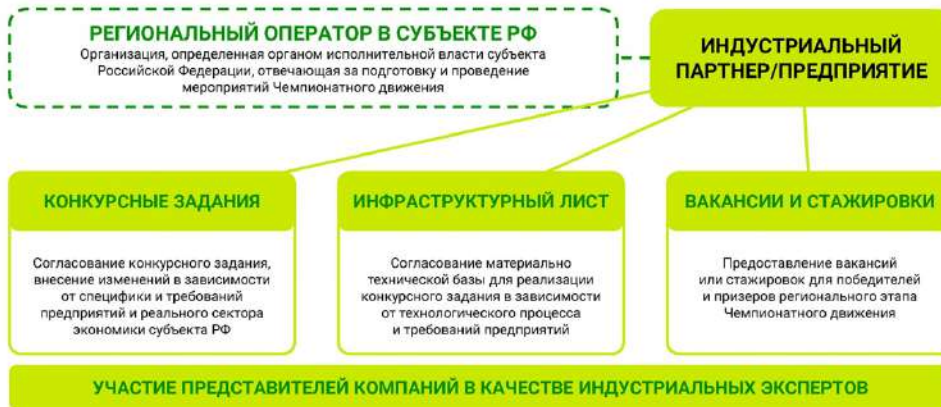 РЕГИОНАЛЬНЫЙ ОПЕРАТОР В СУБЪЕКТЕ РФ
Организация, определенная органом исполнительной власти субъекта
Российской Федерации, отвечающая за подготовку и проведение
мероприятий Чемпионатного движения
ИНДУСТРИАЛЬНЫЙ
ПАРТНЕР/ПРЕДПРИЯТИЕ
КОНКУРСНЫЕ ЗАДАНИЯ
Согласование конкурсного задания,
внесение изменений в зависимости
от специфики и требований
предприятий и реального сектора
экономики субъекта РФ
ИНФРАСТРУКТУРНЫЙ ЛИСТ
Согласование материально
технической базы для реализации
конкурсного задания в зависимости
от технологического процесса
и требований предприятий
ВАКАНСИИ И СТАЖИРОВКИ
Предоставление вакансий
или стажировок для победителей
и призеров регионального этапа
Чемпионатного движения
УЧАСТИЕ ПРЕДСТАВИТЕЛЕЙ КОМПАНИЙ В КАЧЕСТВЕ ИНДУСТРИАЛЬНЫХ ЭКСПЕРТОВ